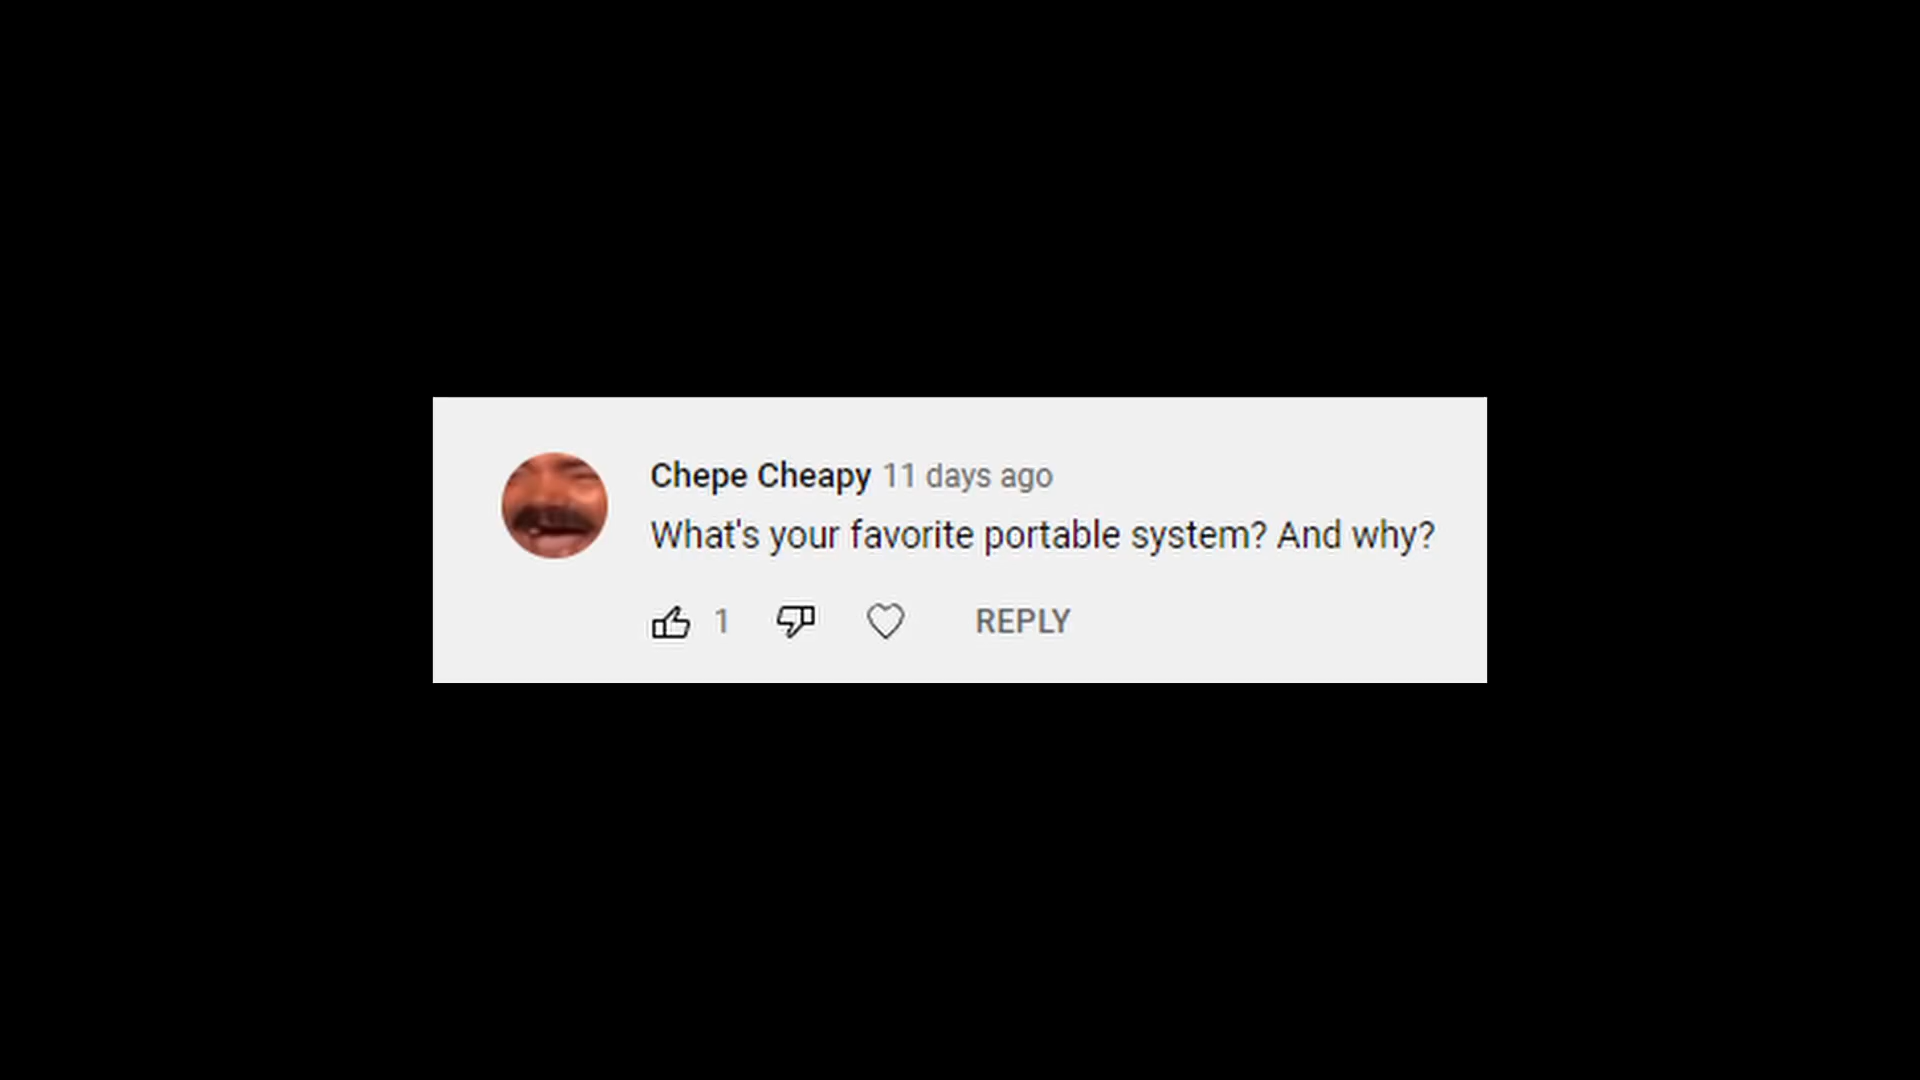 Chepe Cheapy 11 days ago
What's your favorite portable system? And why?
1 REPLY